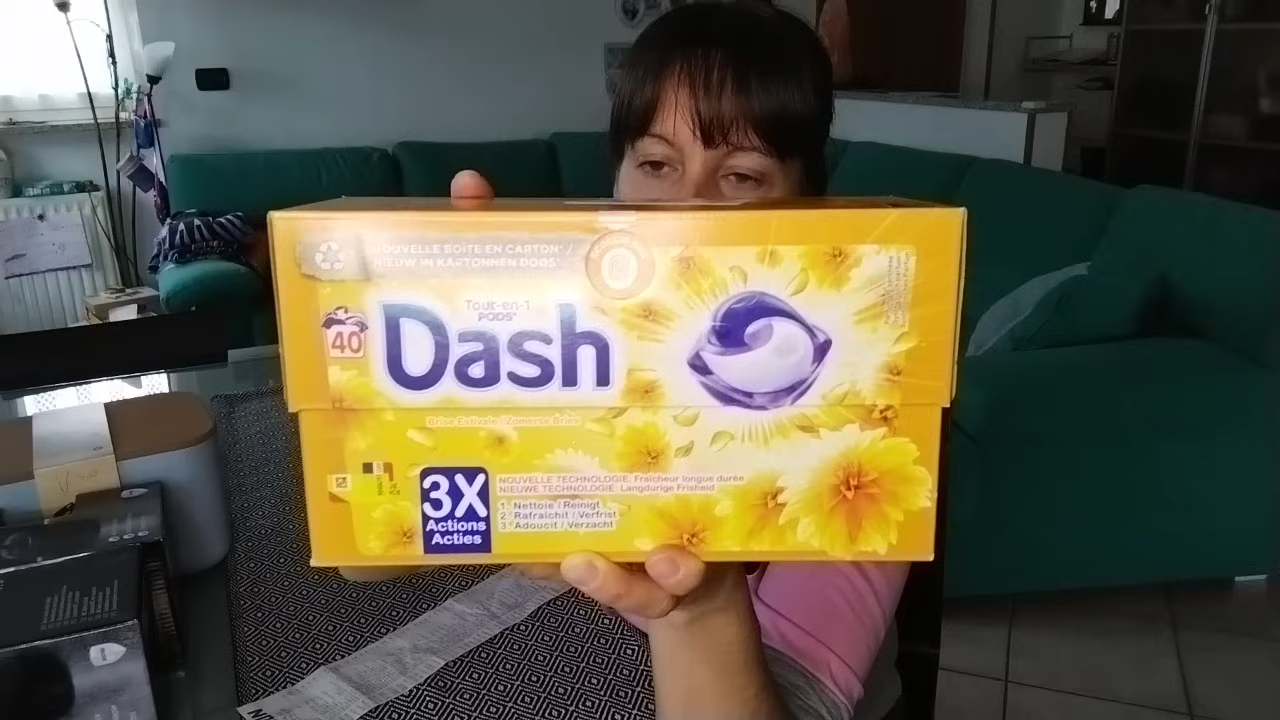 NOUVELLE BOÎTE EN CARTON* /
NIEUW IN KARTONNEN DOOS*
Tout-en-1
PODS®
Dash
40
Brise Estivale / Zomerse Bries
3X
Actions
Acties
NOUVELLE TECHNOLOGIE: Fraîcheur longue durée
NIEUWE TECHNOLOGIE: Langdurige Frisheid
1. Nettoie / Reinigt
2. Rafraîchit / Verfrist
3. Adoucit / Verzacht